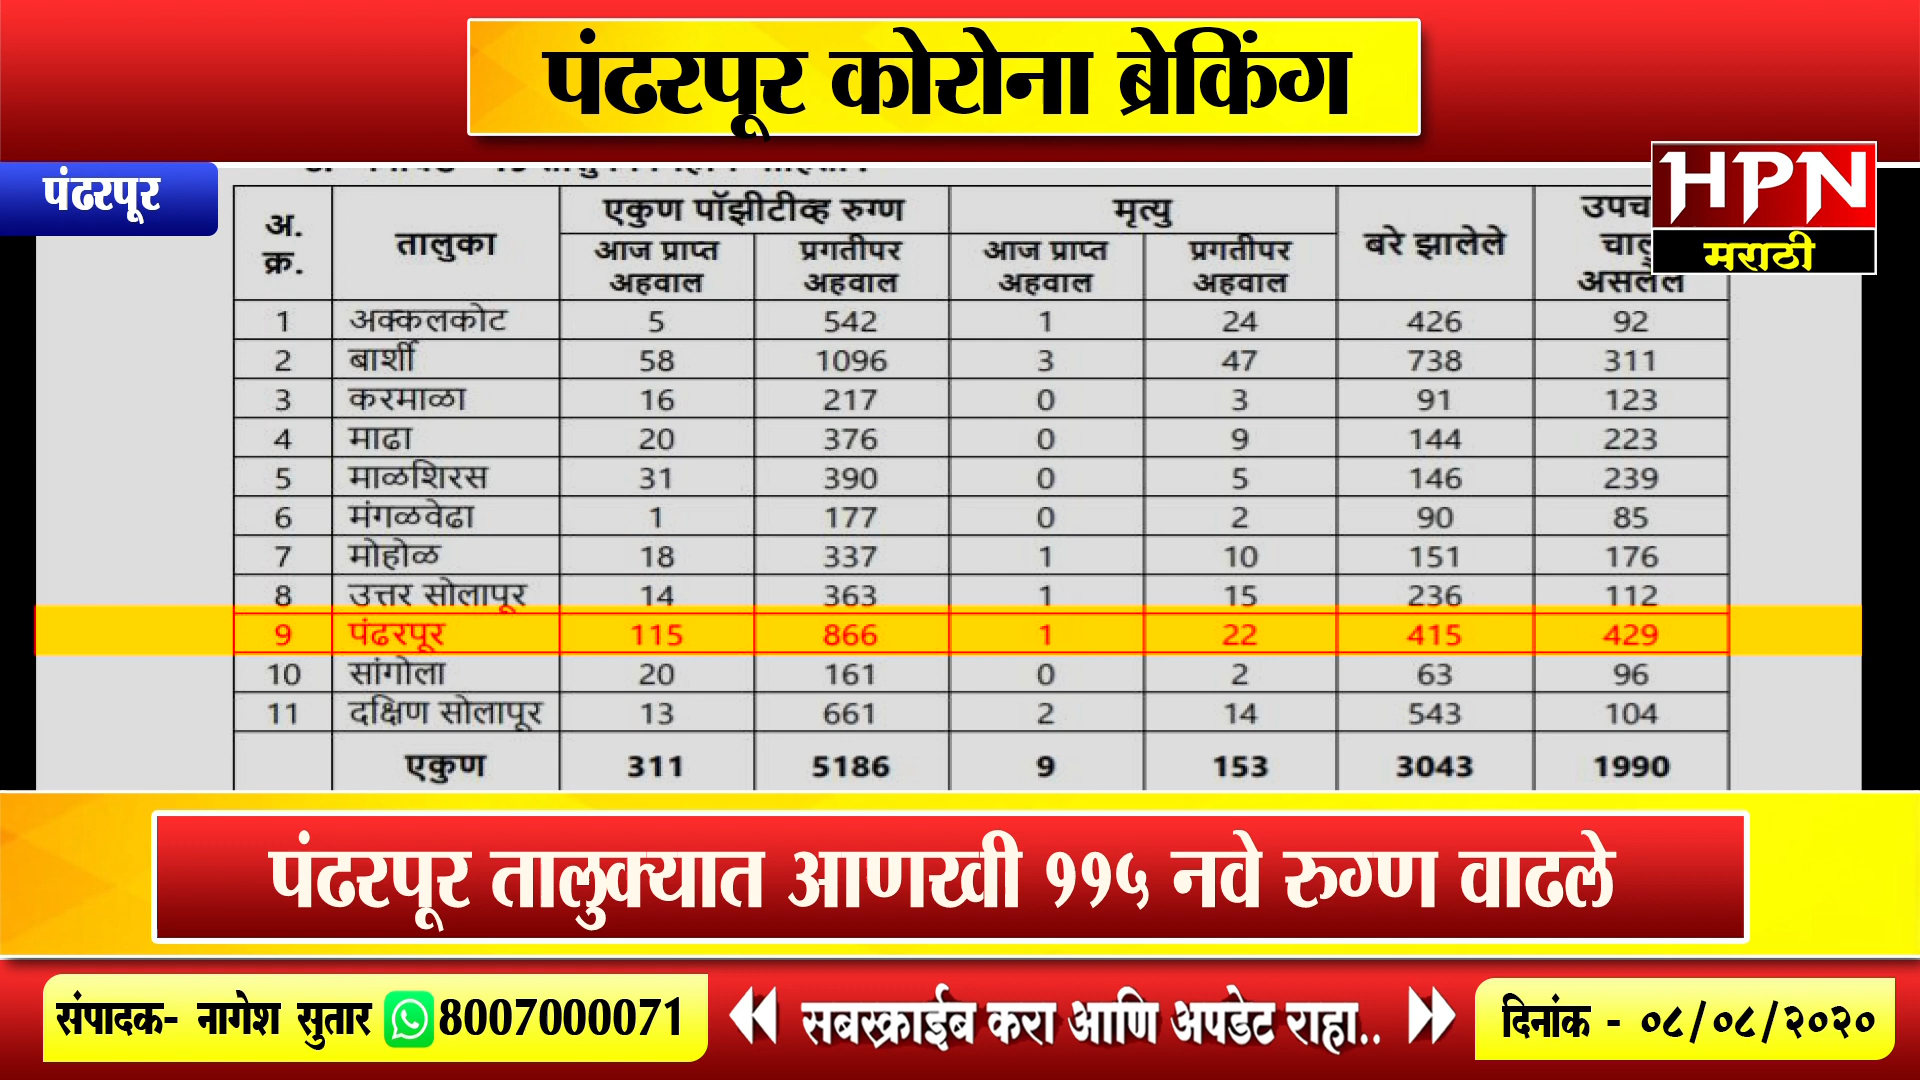 पंढरपूर कोरोना ब्रेकिंग
पंढरपूर
HPN
मराठी
अ. क्र. तालुका एकुण पॉझीटीव्ह रुग्ण मृत्यु बरे झालेले
आज प्राप्त अहवाल प्रगतीपर अहवाल आज प्राप्त अहवाल प्रगतीपर अहवाल असलेले
1 अक्कलकोट 5 542 1 24 426 92
2 बार्शी 58 1096 3 47 738 311
3 करमाळा 16 217 0 3 91 123
4 माढा 20 376 0 9 144 223
5 माळशिरस 31 390 0 5 146 239
6 मंगळवेढा 1 177 0 2 90 85
7 मोहोळ 18 337 1 10 151 176
8 उत्तर सोलापूर 14 363 1 15 236 112
9 पंढरपूर 115 866 1 22 415 429
10 सांगोला 20 161 0 2 63 96
11 दक्षिण सोलापूर 13 661 2 14 543 104
एकुण 311 5186 9 153 3043 1990
पंढरपूर तालुक्यात आणखी ११५ नवे रुग्ण वाढले
संपादक- नागेश सुतार 8007000071
सबस्क्राईब करा आणि अपडेट राहा..
दिनांक - ०८/०८/२०२०